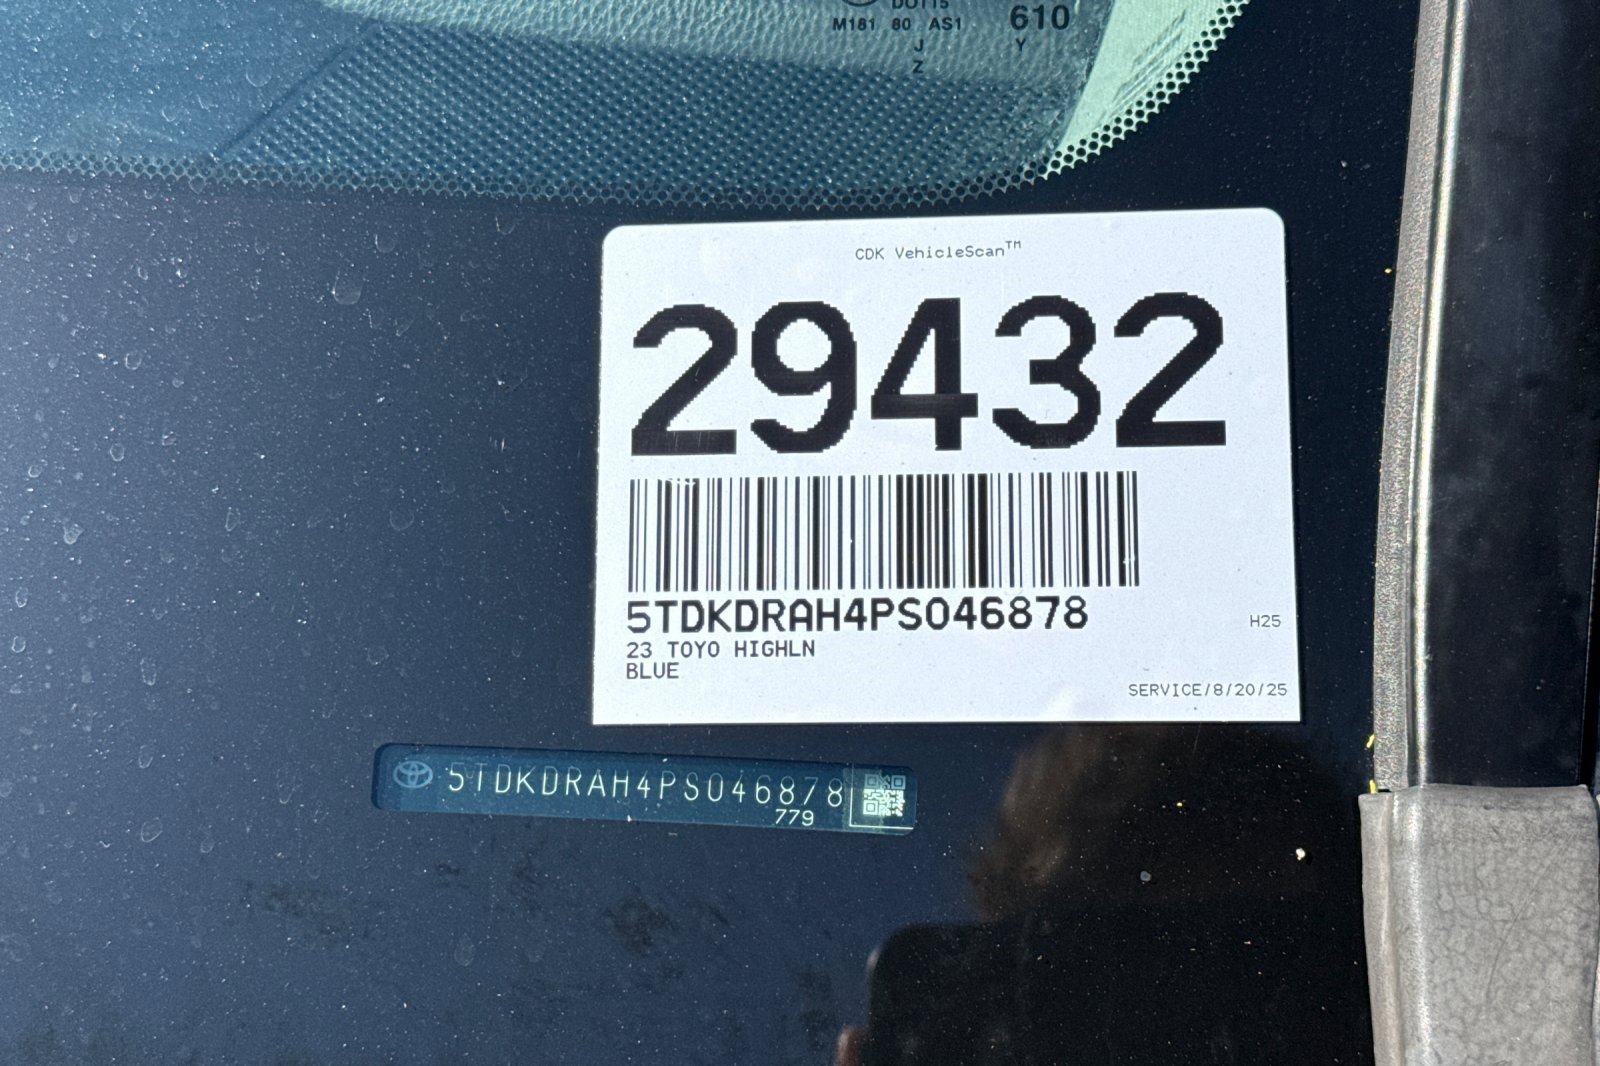 DOT15
M181 80 AS1 610
J Y
Z
CDK VehicleScan™
29432
5TDKDRAH4PS046878
H25
23 TOYO HIGHLN
BLUE
SERVICE/8/20/25
5TDKDRAH4PS046878
779